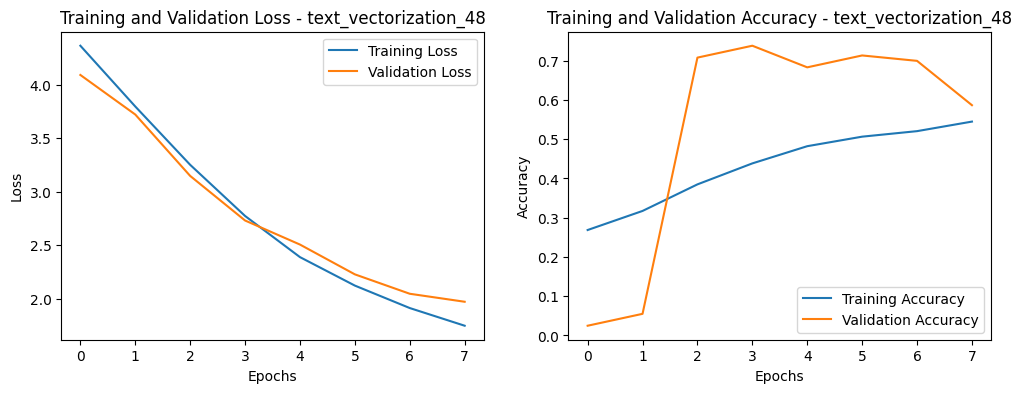 Training and Validation Loss - text_vectorization_48
Training Loss
Validation Loss
4.0
3.5
3.0
2.5
2.0
Loss
0 1 2 3 4 5 6 7
Epochs
Training and Validation Accuracy - text_vectorization_48
0.7
0.6
0.5
0.4
0.3
0.2
0.1
0.0
Accuracy
Training Accuracy
Validation Accuracy
0 1 2 3 4 5 6 7
Epochs